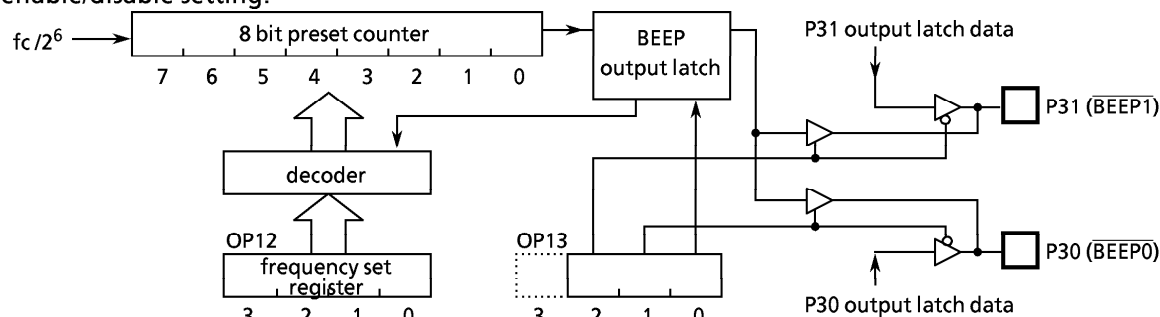 enable/disable setting.
fc/2⁶
8 bit preset counter
7 6 5 4 3 2 1 0
BEEP
output latch
P31 output latch data
P31 (B̅E̅E̅P̅1̅)
decoder
OP12
frequency set
register
3 2 1 0
OP13
3 2 1 0
P30 (B̅E̅E̅P̅0̅)
P30 output latch data